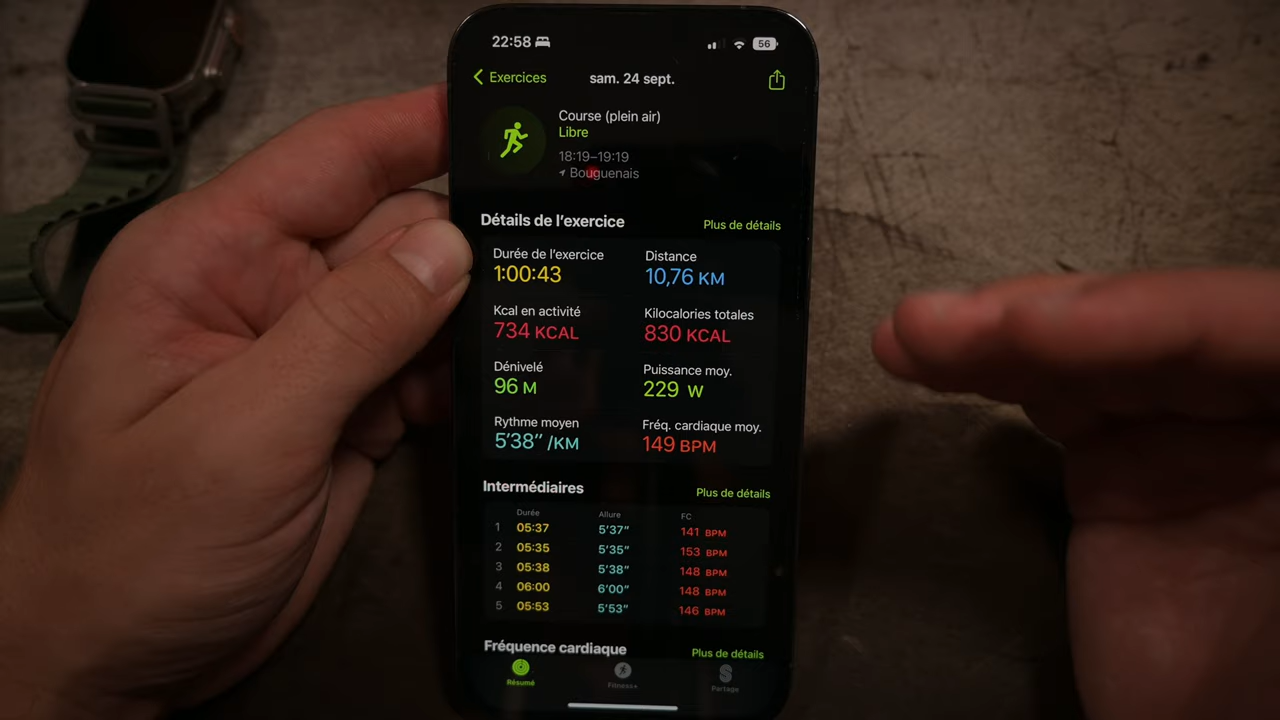 22:58
56
Exercices
sam. 24 sept.
Course (plein air)
Libre
18:19–19:19
Bouguenais
Détails de l'exercice
Plus de détails
Durée de l'exercice
Distance
1:00:43
10,76 KM
Kcal en activité
Kilocalories totales
734 KCAL
830 KCAL
Dénivelé
Puissance moy.
96 M
229 W
Rythme moyen
Fréq. cardiaque moy.
5'38'' /KM
149 BPM
Intermédiaires
Plus de détails
Durée
Allure
FC
1 05:37 5'37'' 141 BPM
2 05:35 5'35'' 153 BPM
3 05:38 5'38'' 148 BPM
4 06:00 6'00'' 148 BPM
5 05:53 5'53'' 146 BPM
Fréquence cardiaque
Plus de détails
Résumé
Fitness+
Partage